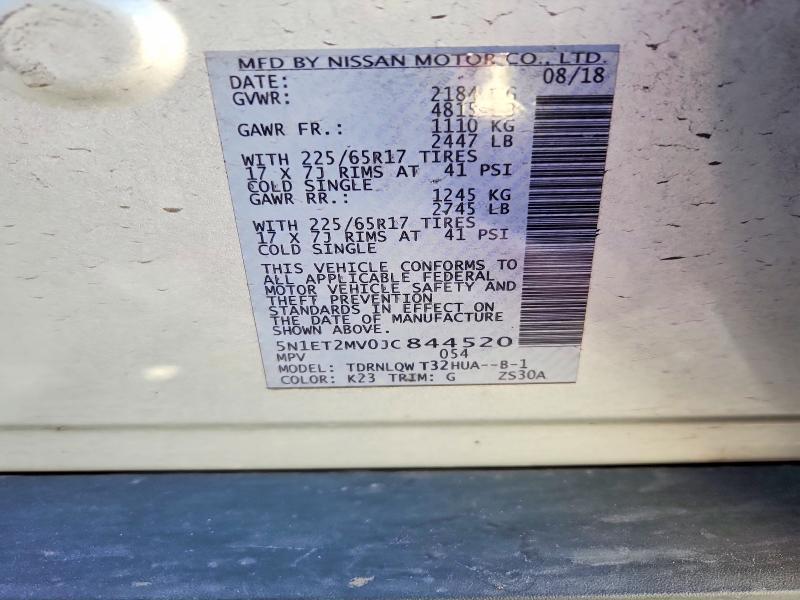 MFD BY NISSAN MOTOR CO., LTD.
DATE: 08/18
GVWR: 2184 KG
4815 LB
GAWR FR.: 1110 KG
2447 LB
WITH 225/65R17 TIRES
17 X 7J RIMS AT 41 PSI
COLD SINGLE
GAWR RR.: 1245 KG
2745 LB
WITH 225/65R17 TIRES
17 X 7J RIMS AT 41 PSI
COLD SINGLE
THIS VEHICLE CONFORMS TO
ALL APPLICABLE FEDERAL
MOTOR VEHICLE SAFETY AND
THEFT PREVENTION
STANDARDS IN EFFECT ON
THE DATE OF MANUFACTURE
SHOWN ABOVE.
5N1ET2MV0JC844520
MPV 054
MODEL: TDRNLQW T32HUA--B-1
COLOR: K23 TRIM: G ZS30A